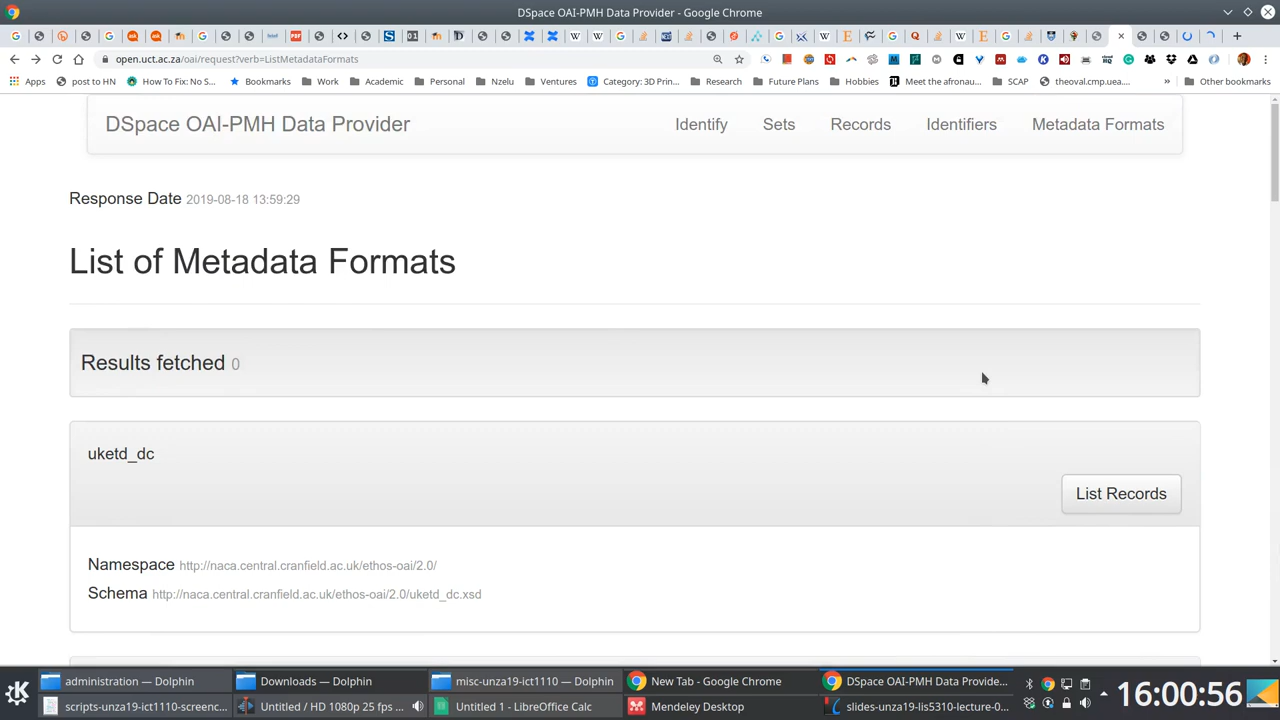 DSpace OAI-PMH Data Provider - Google Chrome
open.uct.ac.za/oai/request?verb=ListMetadataFormats
Apps post to HN How To Fix: No S... Bookmarks Work Academic Personal Nzelu Ventures Category: 3D Prin... Research Future Plans Hobbies Meet the afronau... SCAP theoval.cmp.uea.... » Other bookmarks
DSpace OAI-PMH Data Provider Identify Sets Records Identifiers Metadata Formats
Response Date 2019-08-18 13:59:29
List of Metadata Formats
Results fetched 0
uketd_dc
List Records
Namespace http://naca.central.cranfield.ac.uk/ethos-oai/2.0/
Schema http://naca.central.cranfield.ac.uk/ethos-oai/2.0/uketd_dc.xsd
administration — Dolphin Downloads — Dolphin misc-unza19-ict1110 — Dolphin New Tab - Google Chrome DSpace OAI-PMH Data Provide...
scripts-unza19-ict1110-screenc... Untitled / HD 1080p 25 fps ... Untitled 1 - LibreOffice Calc Mendeley Desktop slides-unza19-lis5310-lecture-0...
16:00:56